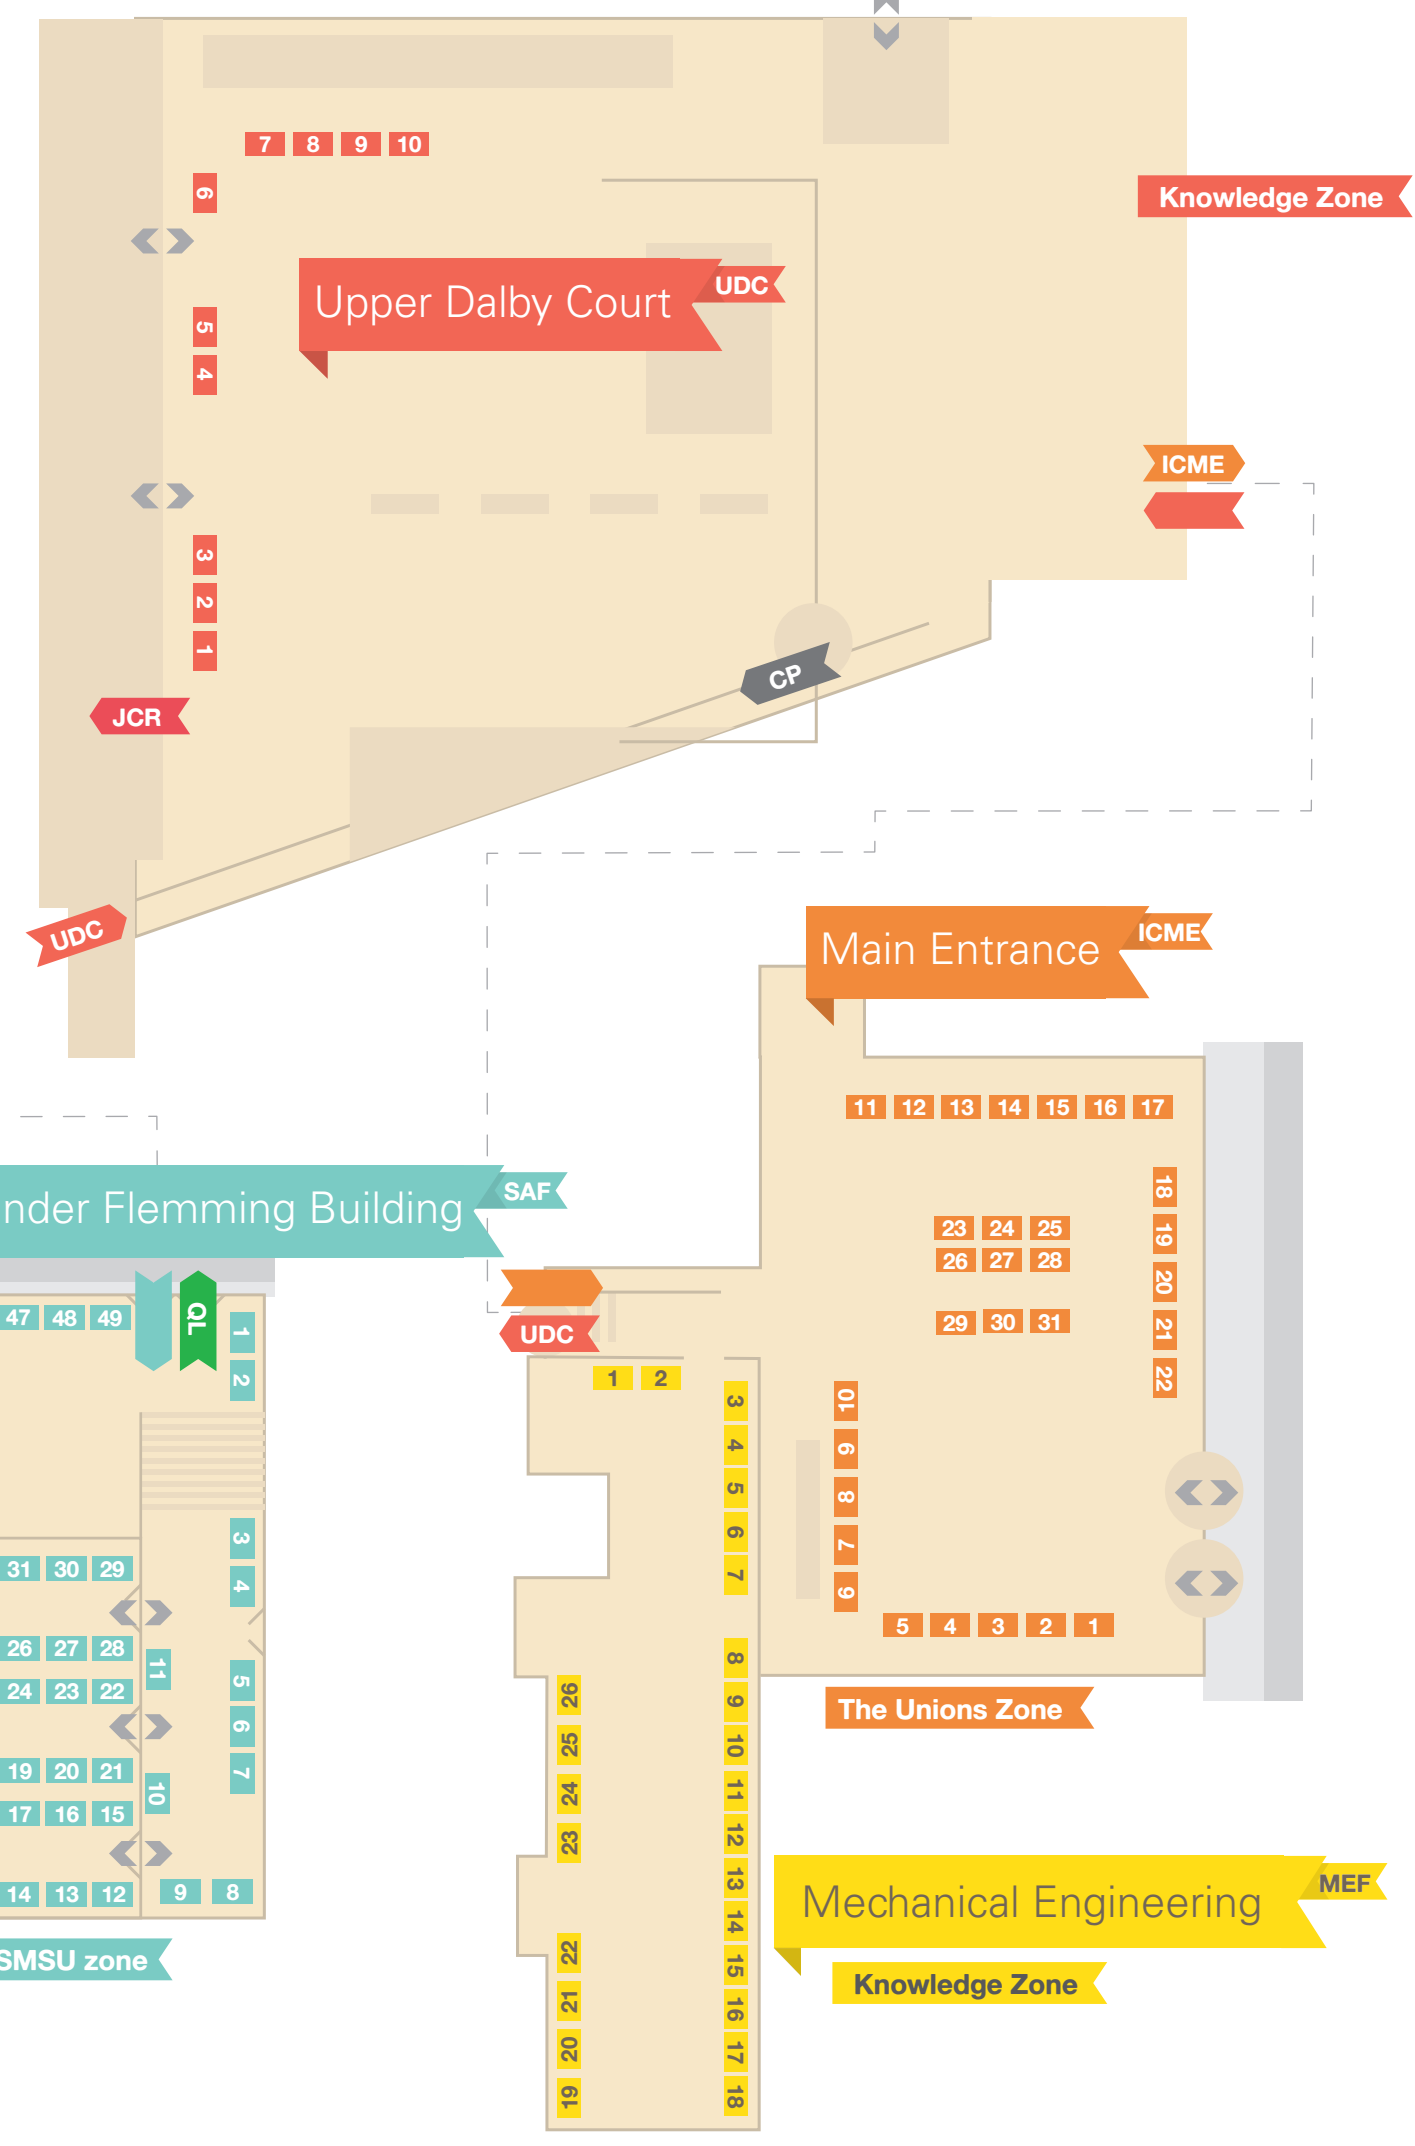 7 8 9 10
6
Knowledge Zone
Upper Dalby Court
UDC
5
4
ICME
3
2
1
CP
JCR
UDC
Main Entrance
ICME
11 12 13 14 15 16 17
18
19
20
21
22
23 24 25
26 27 28
29 30 31
10
9
8
7
6
5 4 3 2 1
The Unions Zone
nder Flemming Building
SAF
QL
47 48 49
1
2
3
4
31 30 29
26 27 28
11
24 23 22
5
6
7
19 20 21
10
17 16 15
14 13 12
9 8
SMSU zone
UDC
1 2
3
4
5
6
7
8
9
10
11
12
13
14
15
16
17
18
26
25
24
23
22
21
20
19
Mechanical Engineering
MEF
Knowledge Zone